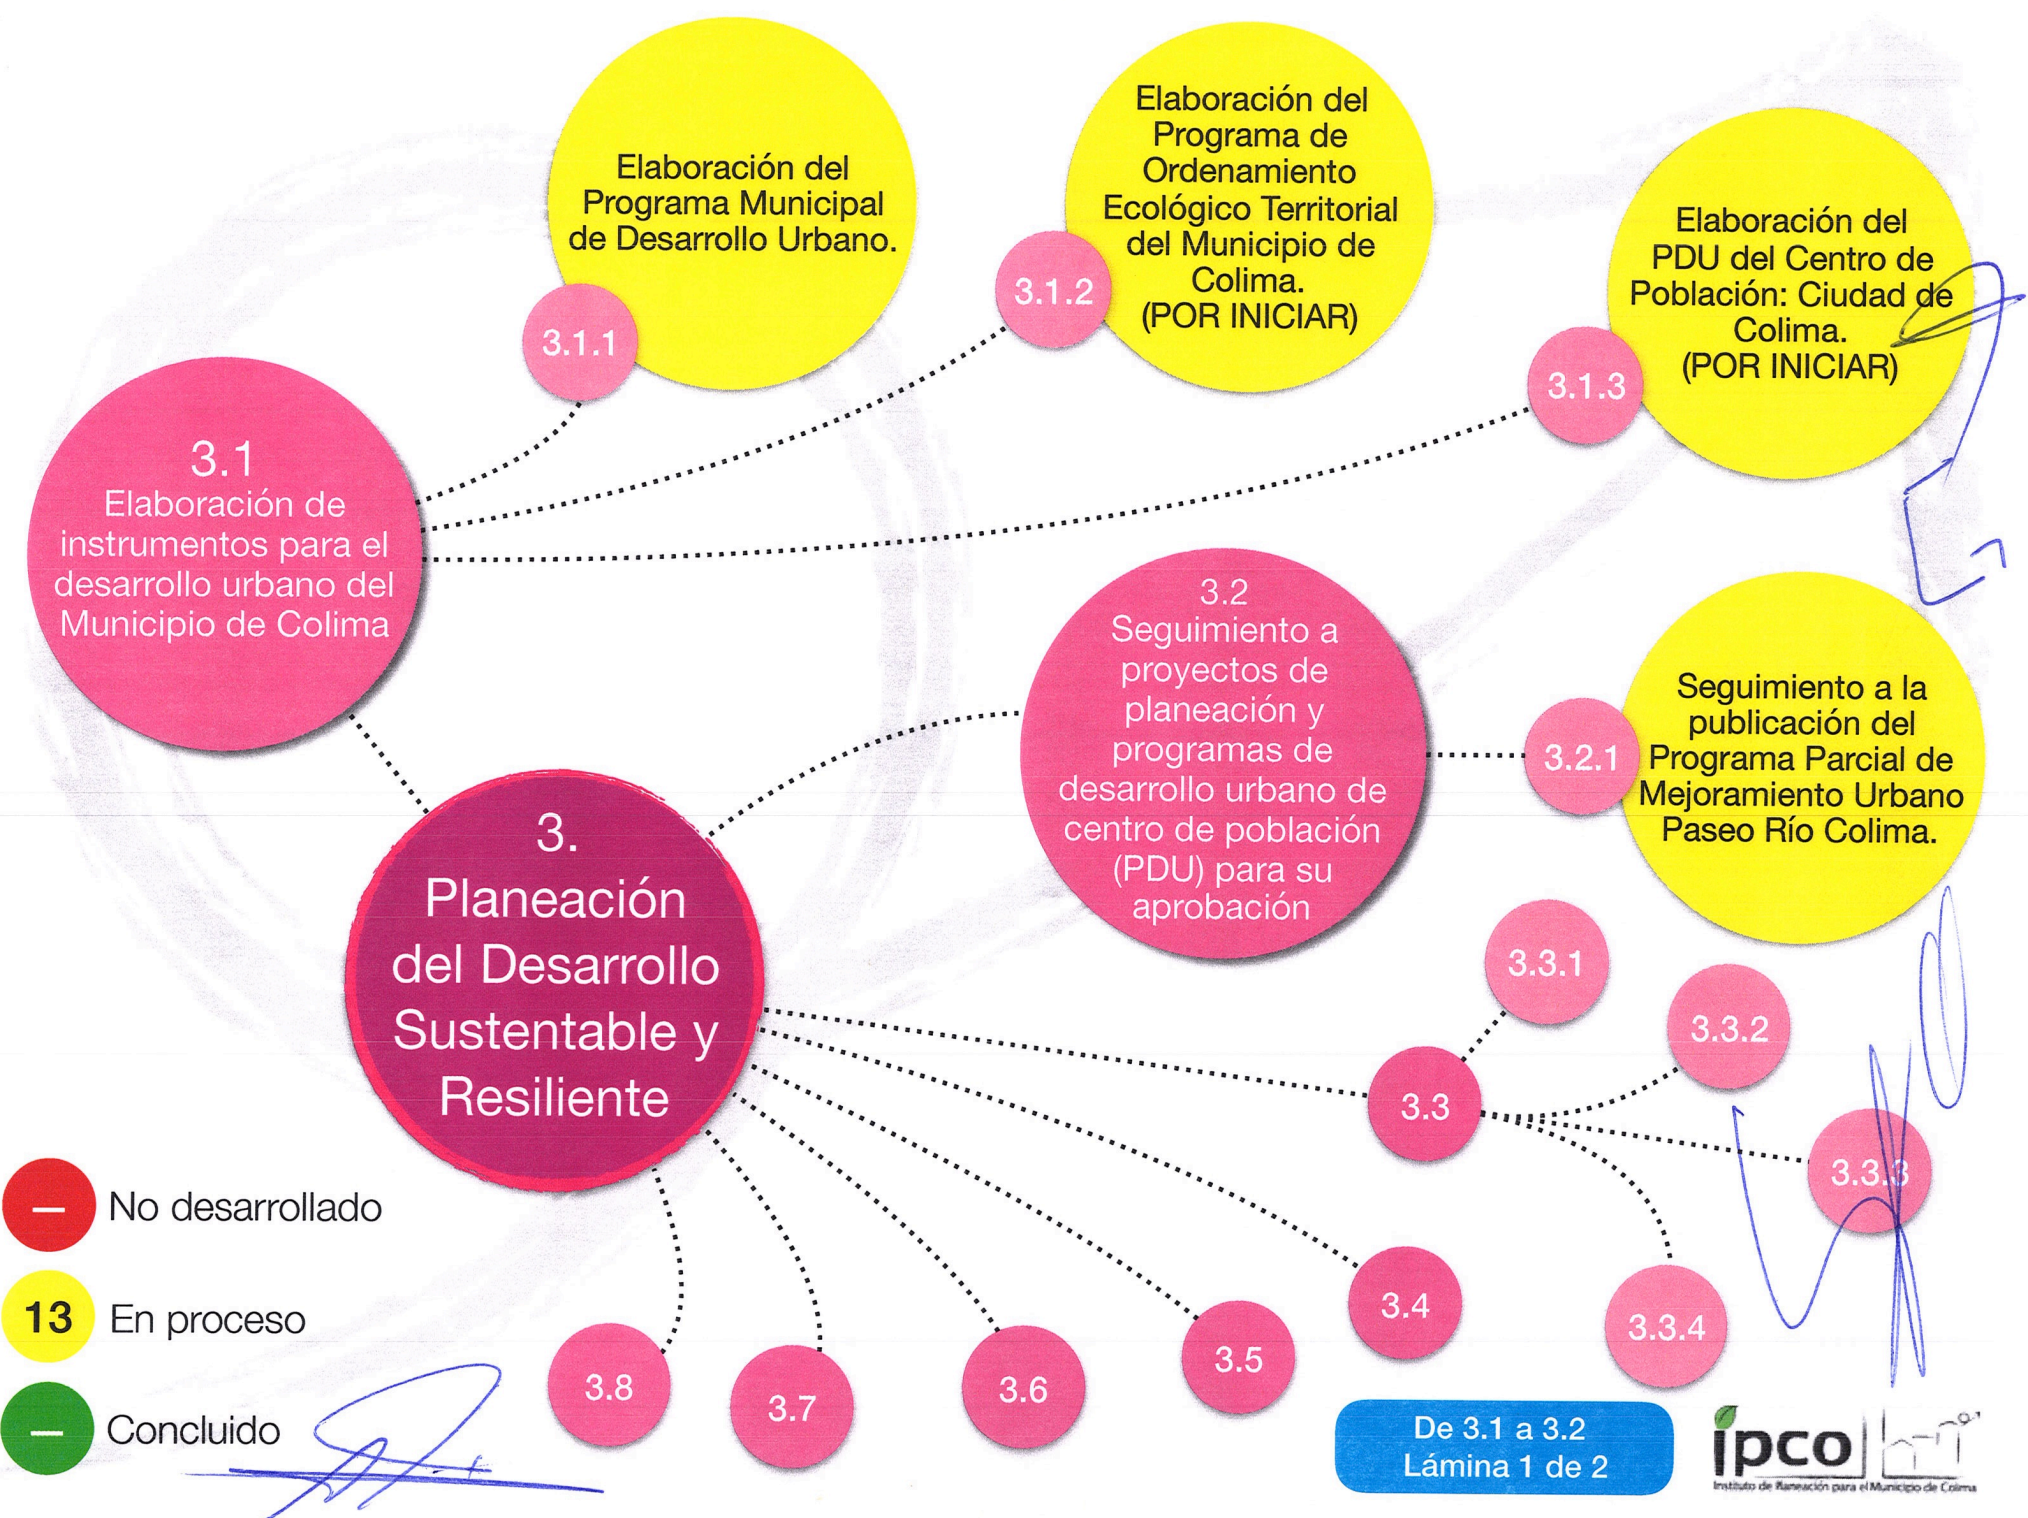 Elaboración del
Programa Municipal
de Desarrollo Urbano.
3.1.1
Elaboración del
Programa de
Ordenamiento
Ecológico Territorial
del Municipio de
Colima.
(POR INICIAR)
3.1.2
Elaboración del
PDU del Centro de
Población: Ciudad de
Colima.
(POR INICIAR)
3.1.3
3.1
Elaboración de
instrumentos para el
desarrollo urbano del
Municipio de Colima
3.2
Seguimiento a
proyectos de
planeación y
programas de
desarrollo urbano de
centro de población
(PDU) para su
aprobación
3.2.1
Seguimiento a la
publicación del
Programa Parcial de
Mejoramiento Urbano
Paseo Río Colima.
3.
Planeación
del Desarrollo
Sustentable y
Resiliente
3.3.1
3.3.2
3.3
3.3.3
3.3.4
3.4
3.5
3.6
3.7
3.8
– No desarrollado
13 En proceso
– Concluido
De 3.1 a 3.2
Lámina 1 de 2
ipco
Instituto de Planeación para el Municipio de Colima